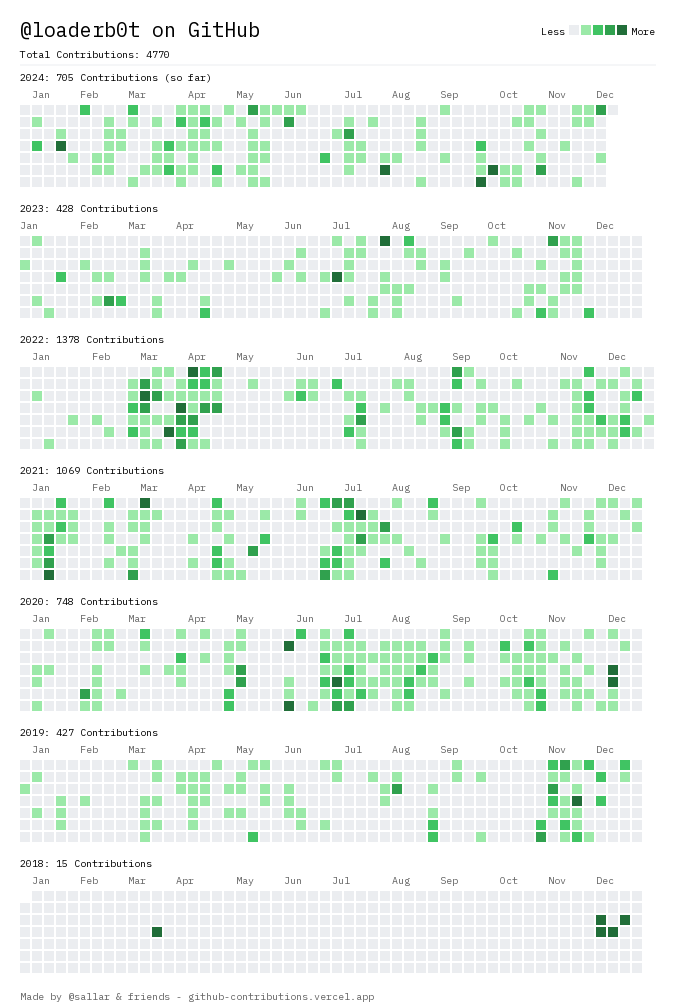 @loaderb0t on GitHub
Less More
Total Contributions: 4770
2024: 705 Contributions (so far)
Jan Feb Mar Apr May Jun Jul Aug Sep Oct Nov Dec
2023: 428 Contributions
Jan Feb Mar Apr May Jun Jul Aug Sep Oct Nov Dec
2022: 1378 Contributions
Jan Feb Mar Apr May Jun Jul Aug Sep Oct Nov Dec
2021: 1069 Contributions
Jan Feb Mar Apr May Jun Jul Aug Sep Oct Nov Dec
2020: 748 Contributions
Jan Feb Mar Apr May Jun Jul Aug Sep Oct Nov Dec
2019: 427 Contributions
Jan Feb Mar Apr May Jun Jul Aug Sep Oct Nov Dec
2018: 15 Contributions
Jan Feb Mar Apr May Jun Jul Aug Sep Oct Nov Dec
Made by @sallar & friends - github-contributions.vercel.app